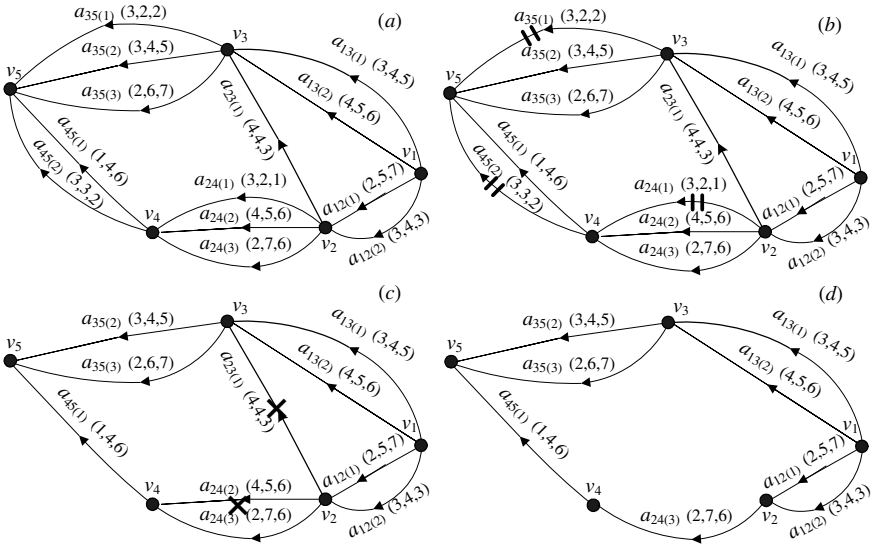 (a)
a35(1) (3,2,2)
v3
a35(2) (3,4,5)
a13(1) (3,4,5)
v5
a35(3) (2,6,7)
a23(1) (4,4,3)
a13(2) (4,5,6)
a45(1) (1,4,6)
a45(2) (3,3,2)
v1
a24(1) (3,2,1)
a12(1) (2,5,7)
v4
a24(2) (4,5,6)
v2
a24(3) (2,7,6)
a12(2) (3,4,3)
(b)
a35(1) (3,2,2)
v3
a35(2) (3,4,5)
a13(1) (3,4,5)
v5
a35(3) (2,6,7)
a23(1) (4,4,3)
a13(2) (4,5,6)
a45(1) (1,4,6)
a45(2) (3,3,2)
v1
a24(1) (3,2,1)
a12(1) (2,5,7)
v4
a24(2) (4,5,6)
v2
a24(3) (2,7,6)
a12(2) (3,4,3)
(c)
v3
a35(2) (3,4,5)
a13(1) (3,4,5)
v5
a35(3) (2,6,7)
a23(1) (4,4,3)
a13(2) (4,5,6)
a45(1) (1,4,6)
v1
a12(1) (2,5,7)
v4
a24(2) (4,5,6)
v2
a24(3) (2,7,6)
a12(2) (3,4,3)
(d)
v3
a35(2) (3,4,5)
a13(1) (3,4,5)
v5
a35(3) (2,6,7)
a13(2) (4,5,6)
a45(1) (1,4,6)
v1
a12(1) (2,5,7)
v4
v2
a24(3) (2,7,6)
a12(2) (3,4,3)